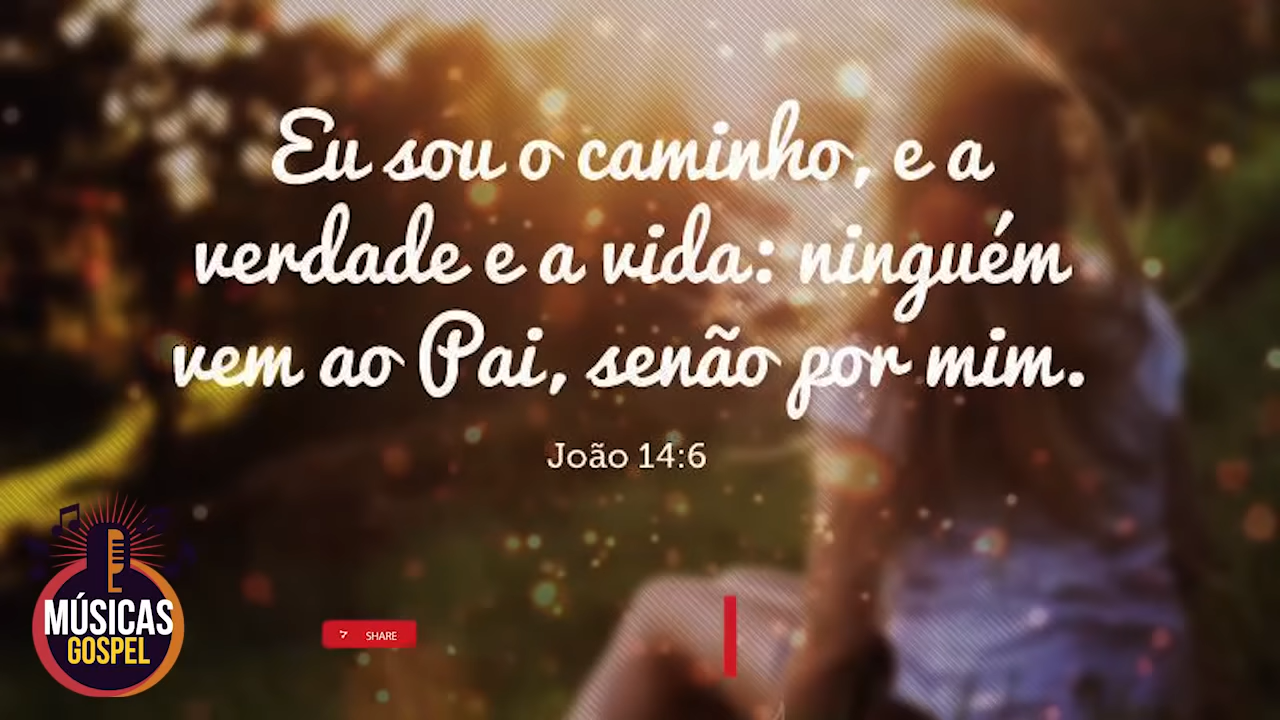 Eu sou o caminho, e a
verdade e a vida: ninguém
vem ao Pai, senão por mim.
João 14:6
MÚSICAS
GOSPEL
SHARE